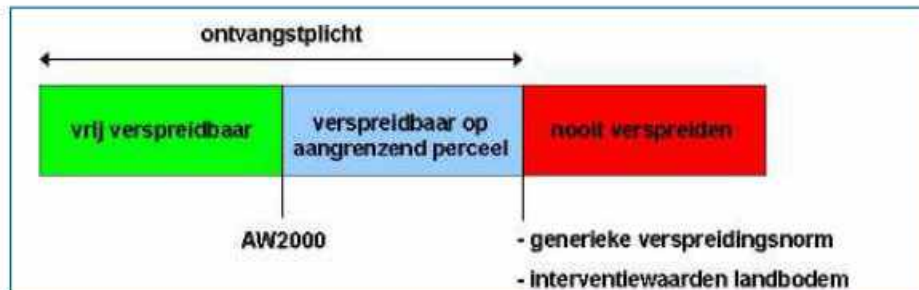 ontvangstplicht
vrij verspreidbaar
verspreidbaar op
aangrenzend perceel
nooit verspreiden
AW2000
- generieke verspreidingsnorm
- interventiewaarden landbodem